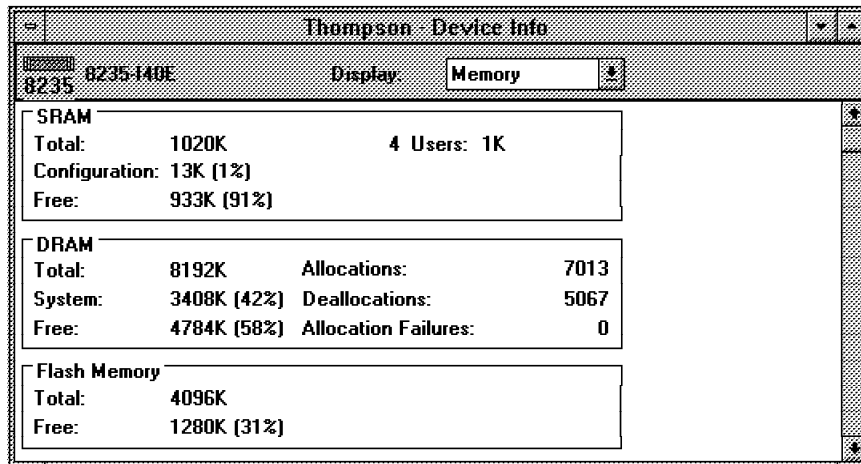 Thompson - Device Info
8235 8235-I40E Display: Memory
SRAM
Total: 1020K 4 Users: 1K
Configuration: 13K (1%)
Free: 933K (91%)
DRAM
Total: 8192K Allocations: 7013
System: 3408K (42%) Deallocations: 5067
Free: 4784K (58%) Allocation Failures: 0
Flash Memory
Total: 4096K
Free: 1280K (31%)